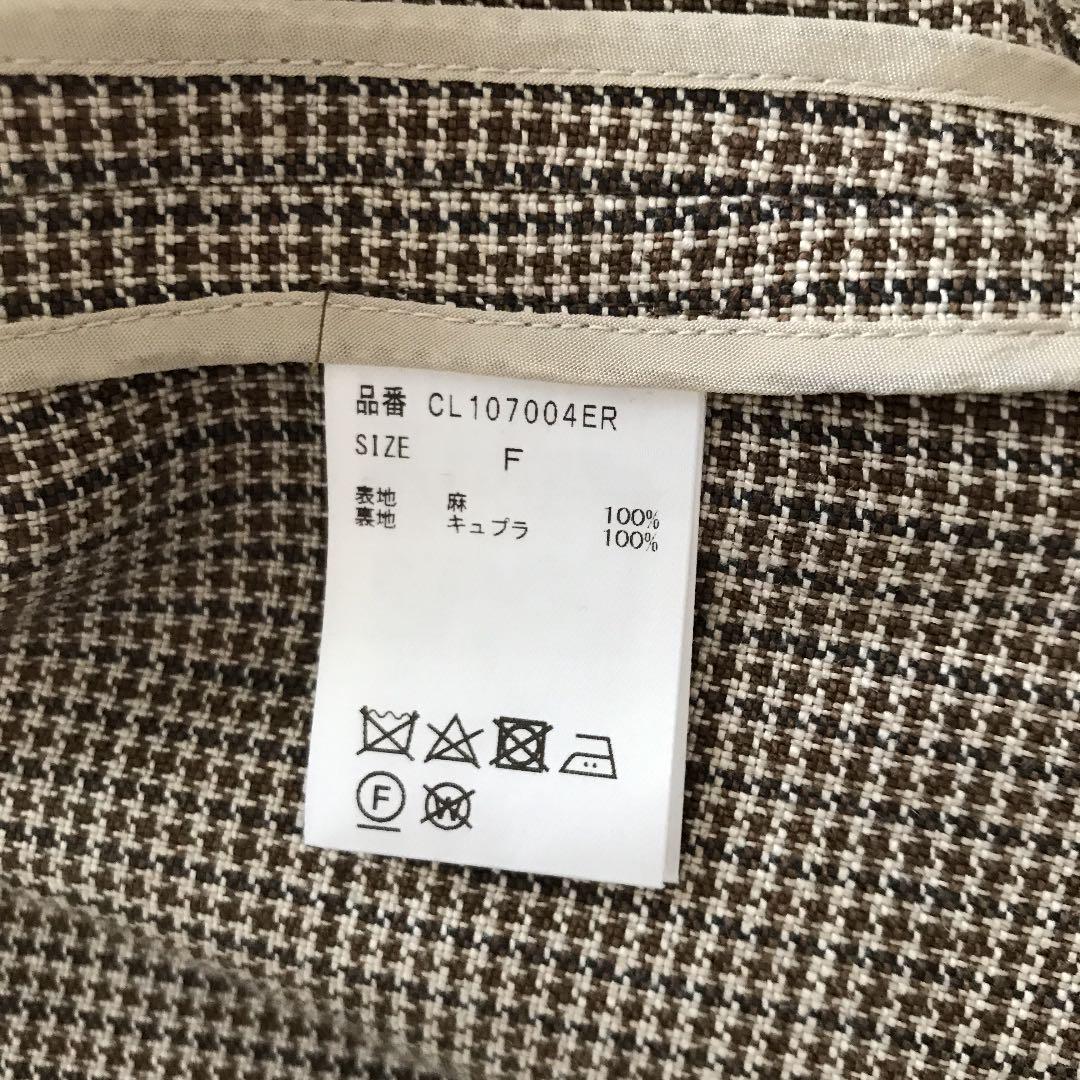 品番 CL107004ER
SIZE F
表地 麻 100%
裏地 キュプラ 100%
F W